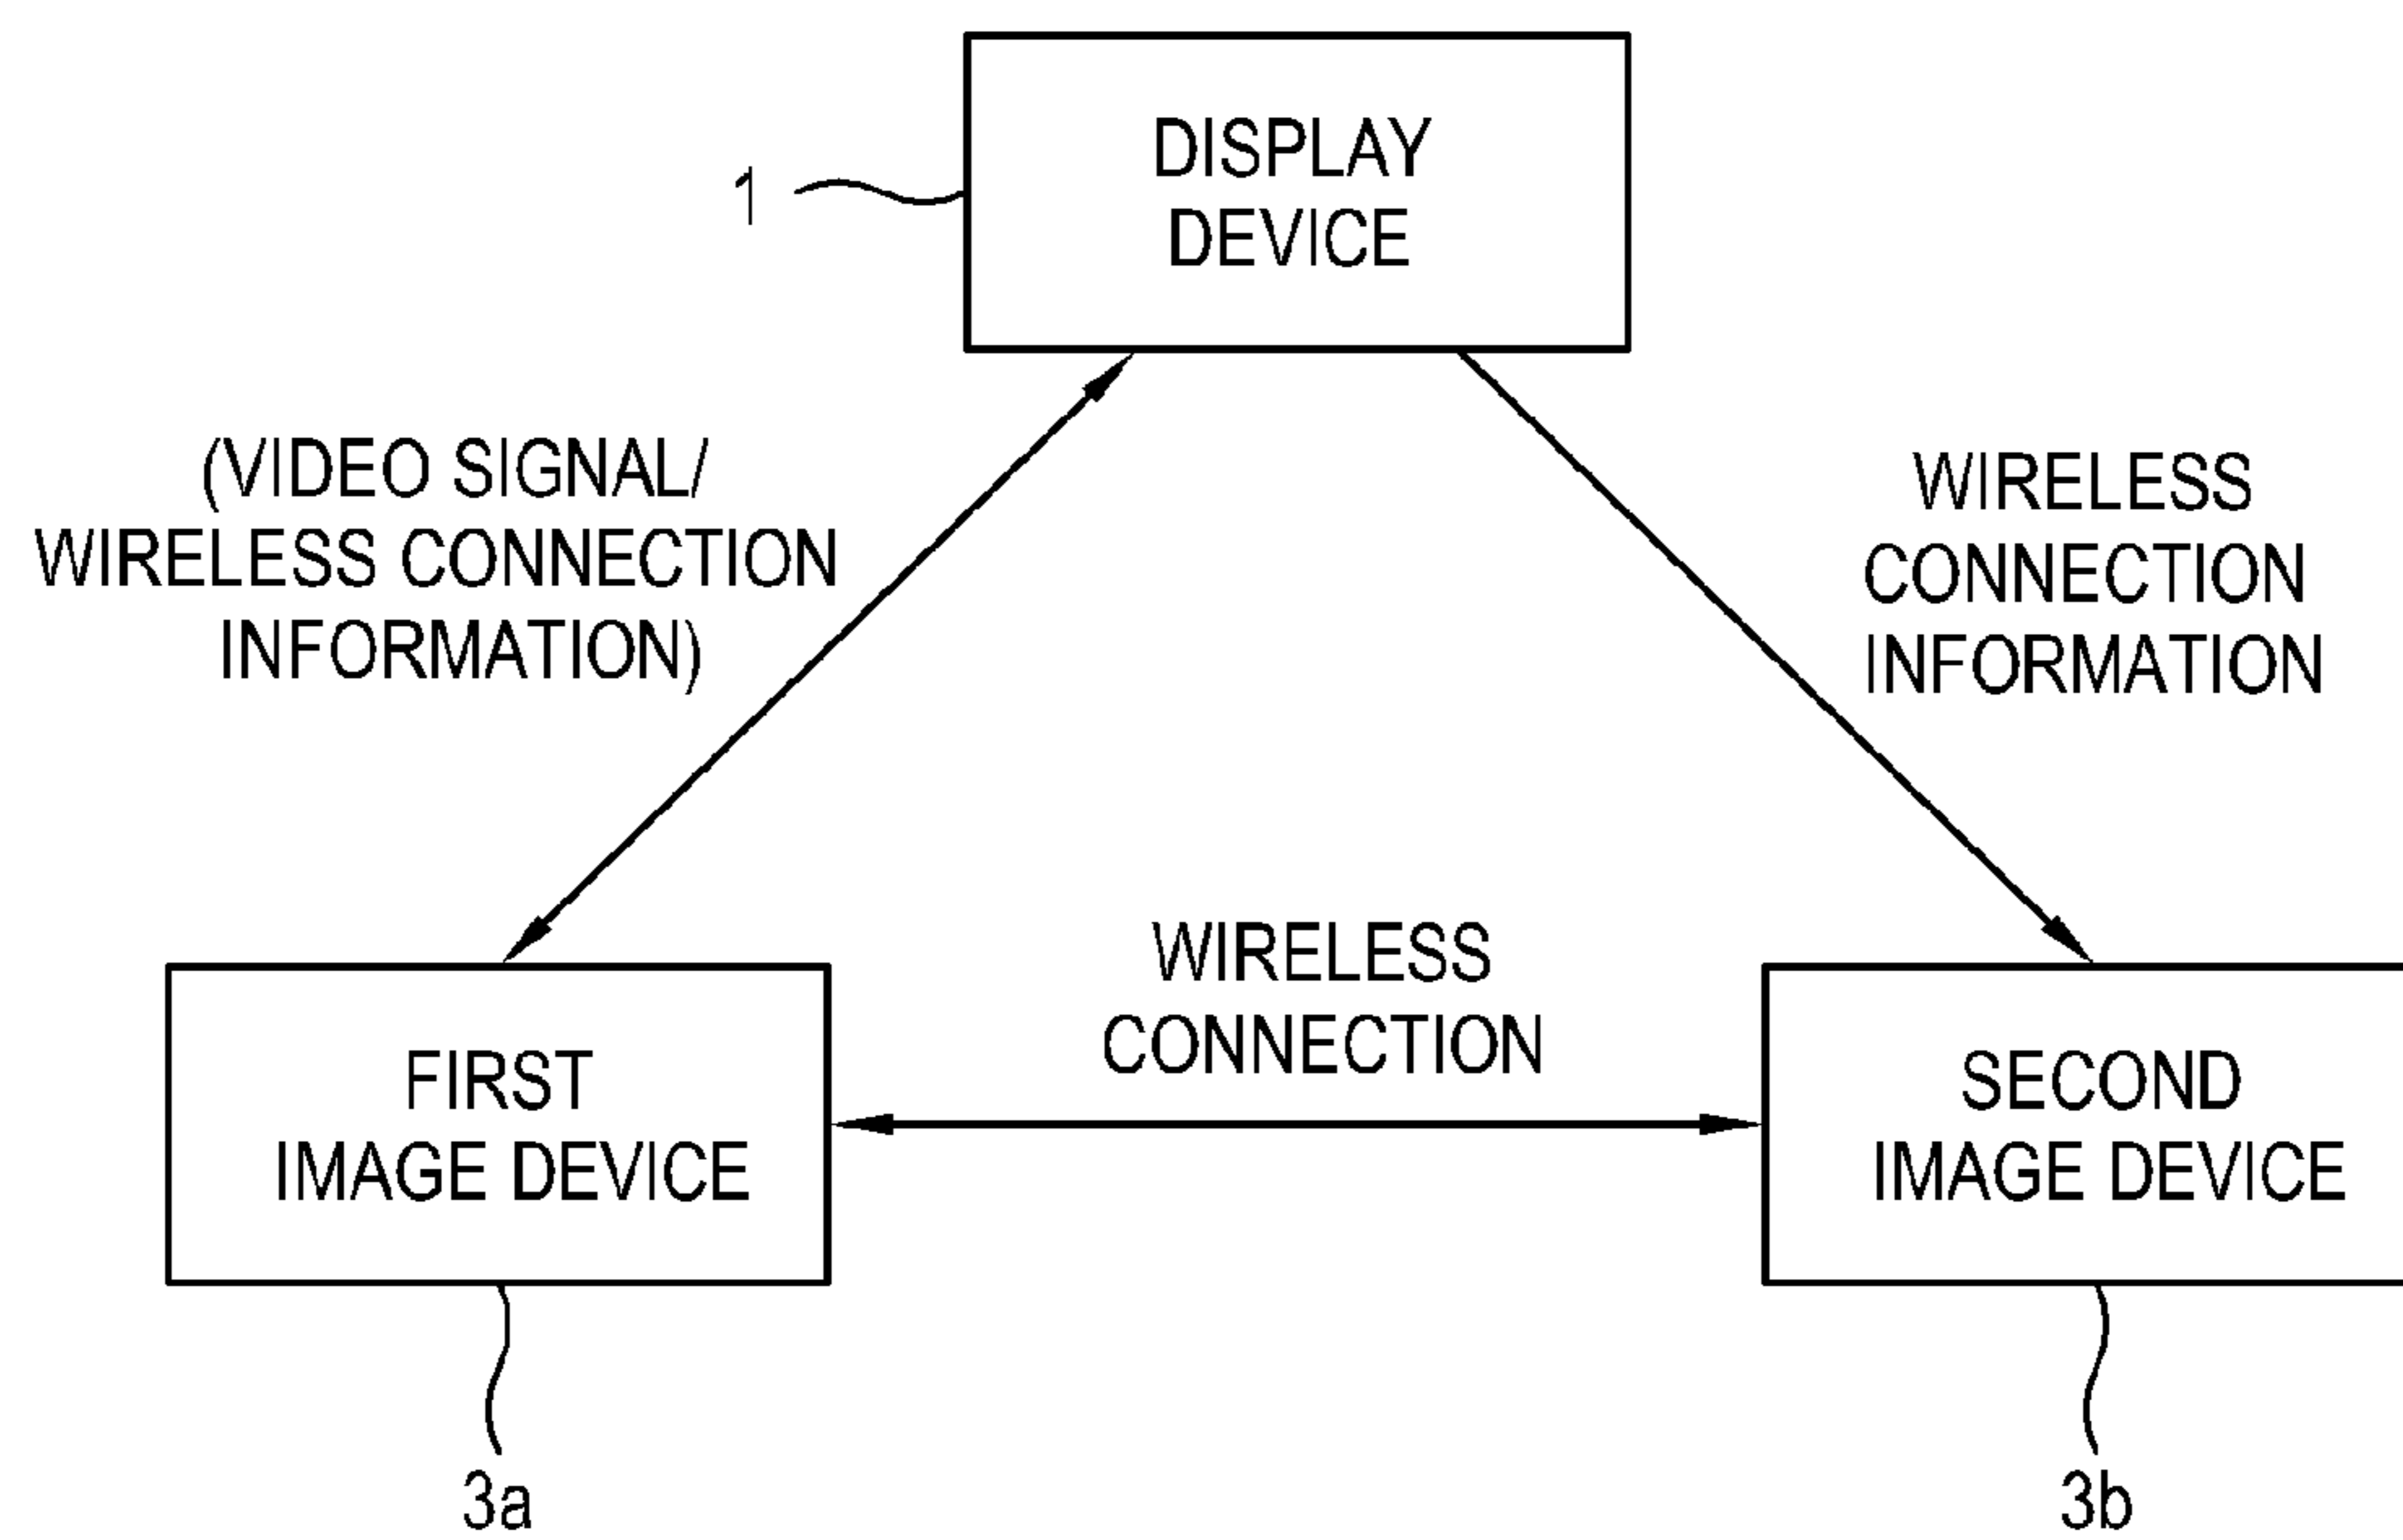 DISPLAY
DEVICE
1
(VIDEO SIGNAL/
WIRELESS CONNECTION
INFORMATION)
WIRELESS
CONNECTION
INFORMATION
WIRELESS
CONNECTION
FIRST
IMAGE DEVICE
SECOND
IMAGE DEVICE
3a
3b